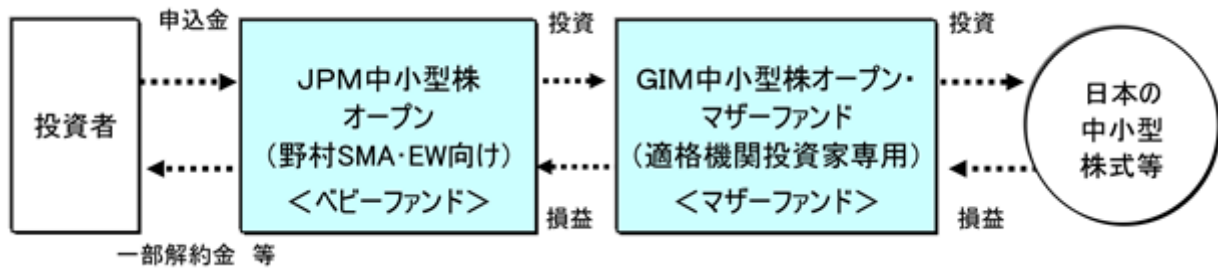 申込金
投資
投資
投資者
JPM中小型株
オープン
（野村SMA･EW向け）
＜ベビーファンド＞
GIM中小型株オープン･
マザーファンド
（適格機関投資家専用）
＜マザーファンド＞
日本の
中小型
株式等
損益
損益
一部解約金　等